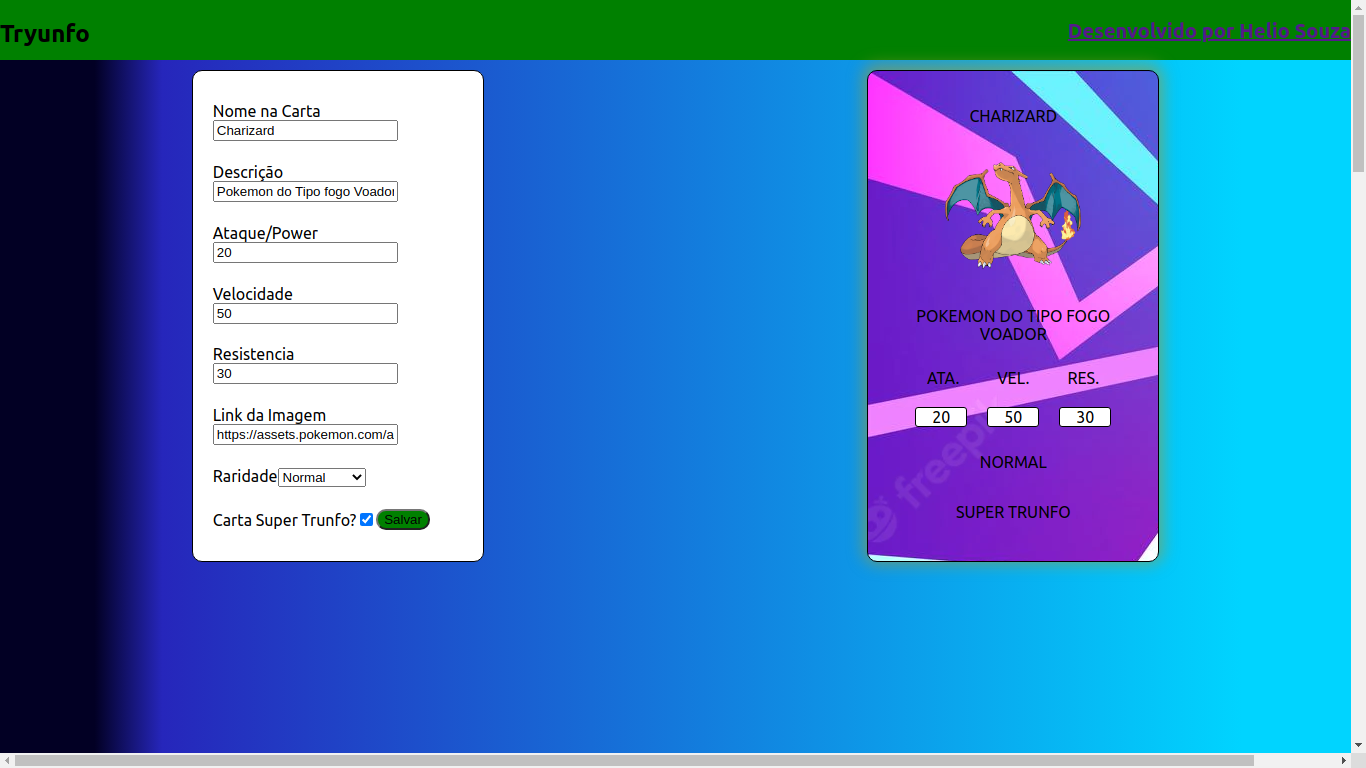 Tryunfo
Desenvolvido por Helio Souza
Nome na Carta
Charizard
Descrição
Pokemon do Tipo fogo Voador
Ataque/Power
20
Velocidade
50
Resistencia
30
Link da Imagem
https://assets.pokemon.com/a
Raridade Normal
Carta Super Trunfo? Salvar
CHARIZARD
POKEMON DO TIPO FOGO
VOADOR
ATA. VEL. RES.
20 50 30
NORMAL
SUPER TRUNFO
freepik